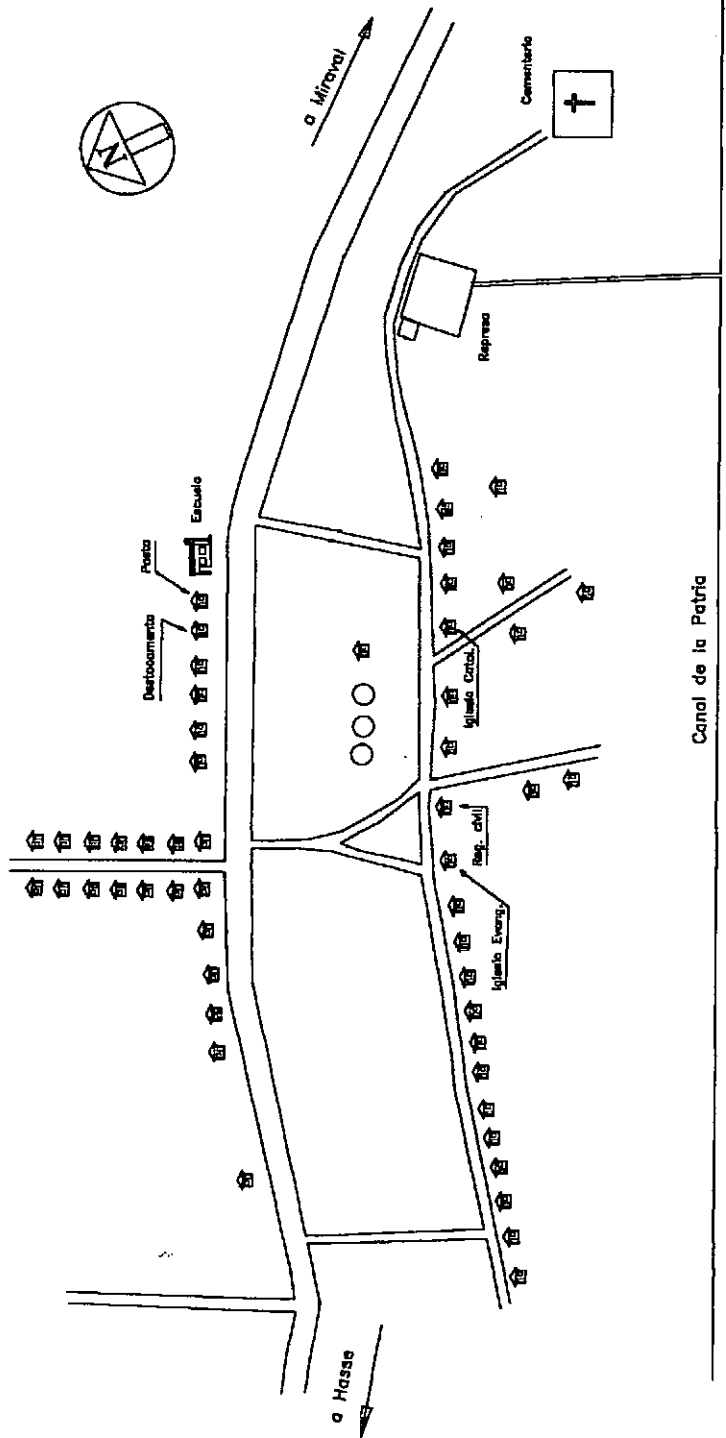 a Miraval
N
Cementerio
Represa
Escuela
Posta
Destacamento
Iglesia Catol.
Reg. civil
Iglesia Evang.
Canal de la Patria
a Hasse